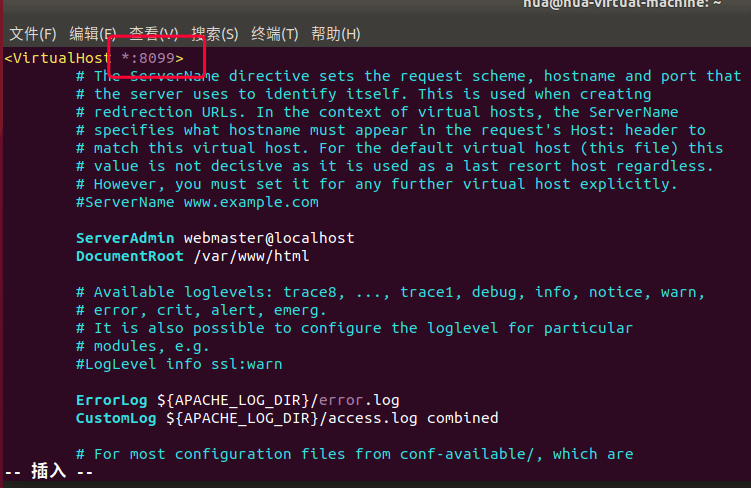 hua@hua-virtual-machine: ~
文件(F) 编辑(E) 查看(V) 搜索(S) 终端(T) 帮助(H)
<VirtualHost *:8099>
# The ServerName directive sets the request scheme, hostname and port that
# the server uses to identify itself. This is used when creating
# redirection URLs. In the context of virtual hosts, the ServerName
# specifies what hostname must appear in the request's Host: header to
# match this virtual host. For the default virtual host (this file) this
# value is not decisive as it is used as a last resort host regardless.
# However, you must set it for any further virtual host explicitly.
#ServerName www.example.com
ServerAdmin webmaster@localhost
DocumentRoot /var/www/html
# Available loglevels: trace8, ..., trace1, debug, info, notice, warn,
# error, crit, alert, emerg.
# It is also possible to configure the loglevel for particular
# modules, e.g.
#LogLevel info ssl:warn
ErrorLog ${APACHE_LOG_DIR}/error.log
CustomLog ${APACHE_LOG_DIR}/access.log combined
# For most configuration files from conf-available/, which are
-- 插入 --